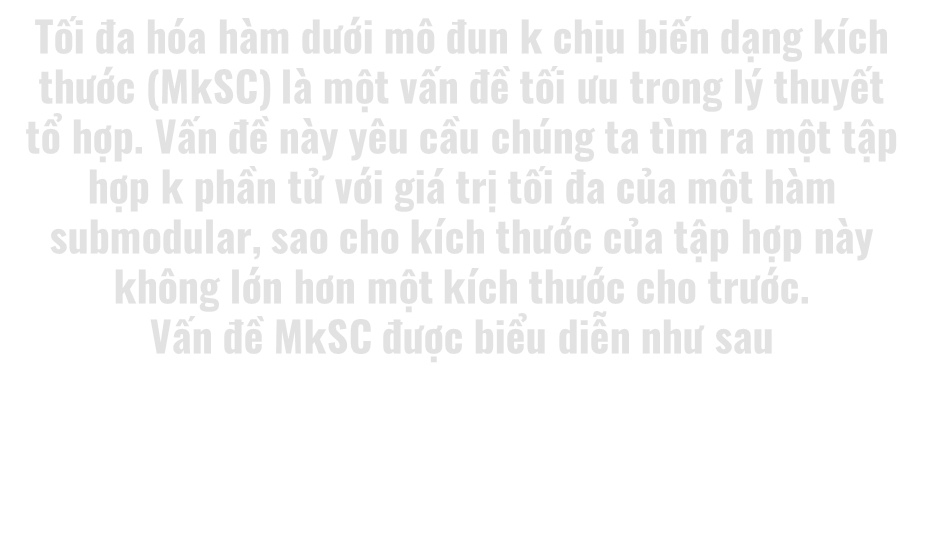 Tối đa hóa hàm dưới mô đun k chịu biến dạng kích
thước (MkSC) là một vấn đề tối ưu trong lý thuyết
tổ hợp. Vấn đề này yêu cầu chúng ta tìm ra một tập
hợp k phần tử với giá trị tối đa của một hàm
submodular, sao cho kích thước của tập hợp này
không lớn hơn một kích thước cho trước.
Vấn đề MkSC được biểu diễn như sau